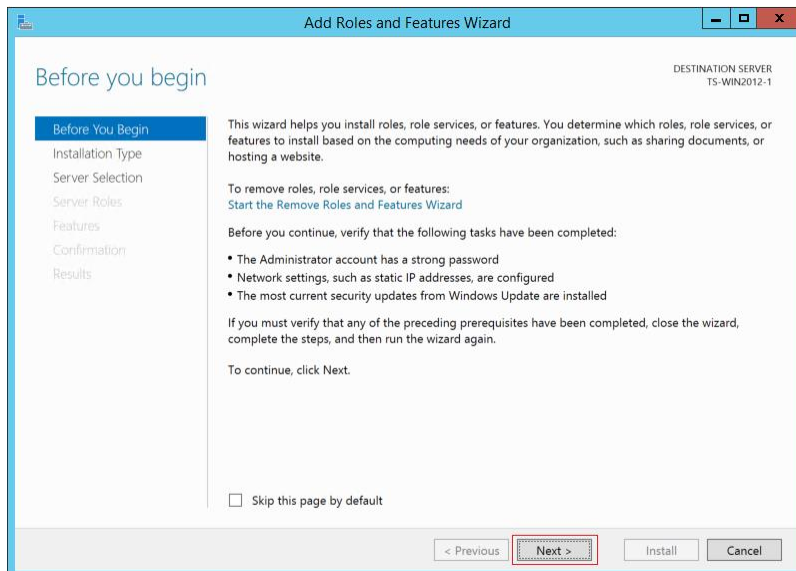 Add Roles and Features Wizard
Before you begin
DESTINATION SERVER
TS-WIN2012-1
Before You Begin
Installation Type
Server Selection
Server Roles
Features
Confirmation
Results
This wizard helps you install roles, role services, or features. You determine which roles, role services, or
features to install based on the computing needs of your organization, such as sharing documents, or
hosting a website.
To remove roles, role services, or features:
Start the Remove Roles and Features Wizard
Before you continue, verify that the following tasks have been completed:
• The Administrator account has a strong password
• Network settings, such as static IP addresses, are configured
• The most current security updates from Windows Update are installed
If you must verify that any of the preceding prerequisites have been completed, close the wizard,
complete the steps, and then run the wizard again.
To continue, click Next.
Skip this page by default
< Previous
Next >
Install
Cancel